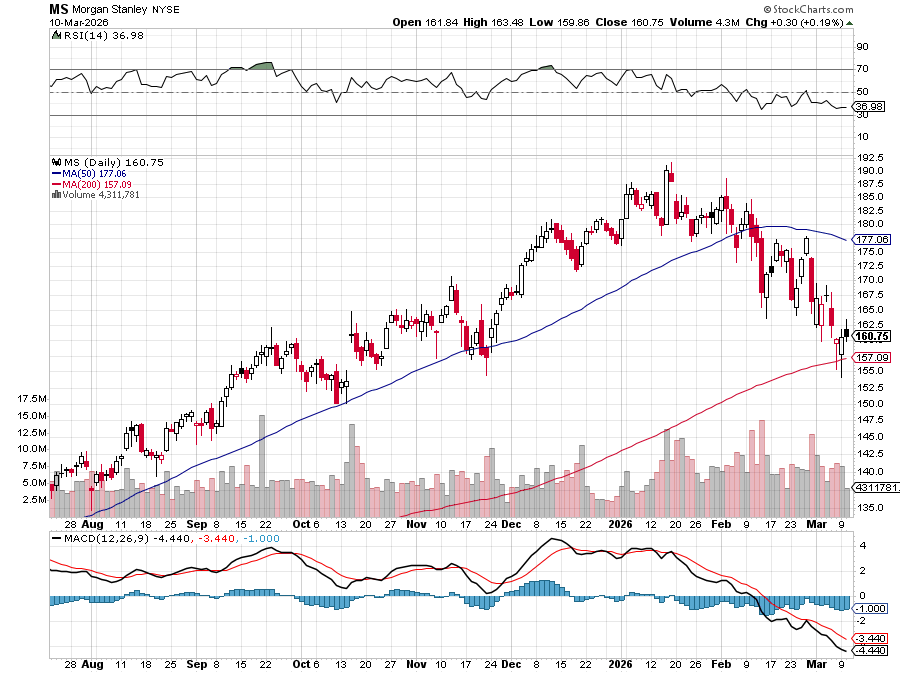 MS Morgan Stanley NYSE
© StockCharts.com
10-Mar-2026
Open 161.84 High 163.48 Low 159.86 Close 160.75 Volume 4.3M Chg +0.30 (+0.19%)
RSI(14) 36.98
90
70
50
36.98
30
10
MS (Daily) 160.75
MA(50) 177.06
MA(200) 157.09
Volume 4,311,781
192.5
190.0
187.5
185.0
182.5
180.0
177.06
175.0
172.5
170.0
167.5
165.0
162.5
160.75
157.09
155.0
152.5
150.0
147.5
145.0
142.5
140.0
4311781
135.0
17.5M
15.0M
12.5M
10.0M
7.5M
5.0M
2.5M
28 Aug 11 18 25 Sep 8 15 22 Oct 6 13 20 27 Nov 10 17 24 Dec 8 15 22 2026 12 20 26 Feb 9 17 23 Mar 9
MACD(12,26,9) -4.440, -3.440, -1.000
4
2
0
-1.000
-2
-3.440
-4.440
28 Aug 11 18 25 Sep 8 15 22 Oct 6 13 20 27 Nov 10 17 24 Dec 8 15 22 2026 12 20 26 Feb 9 17 23 Mar 9